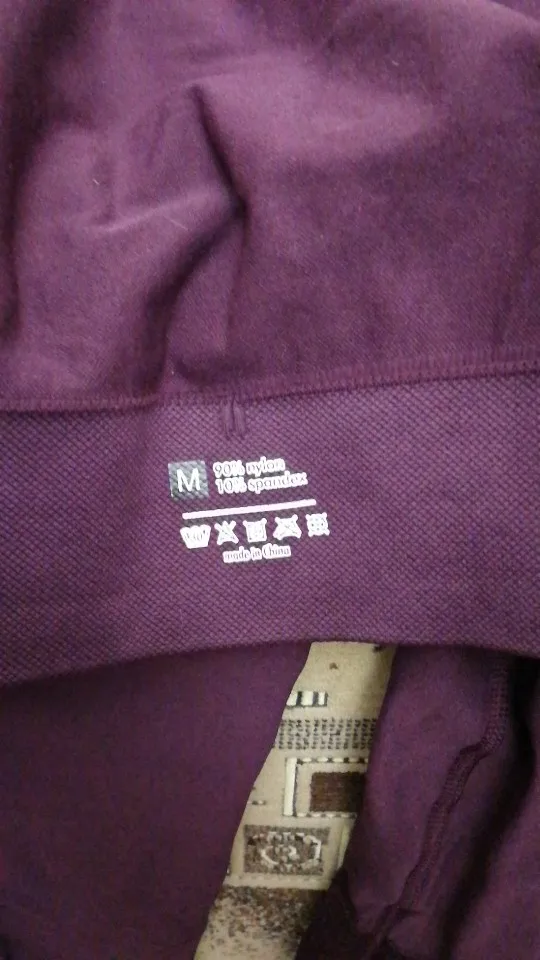 M
90% nylon
10% spandex
made in China